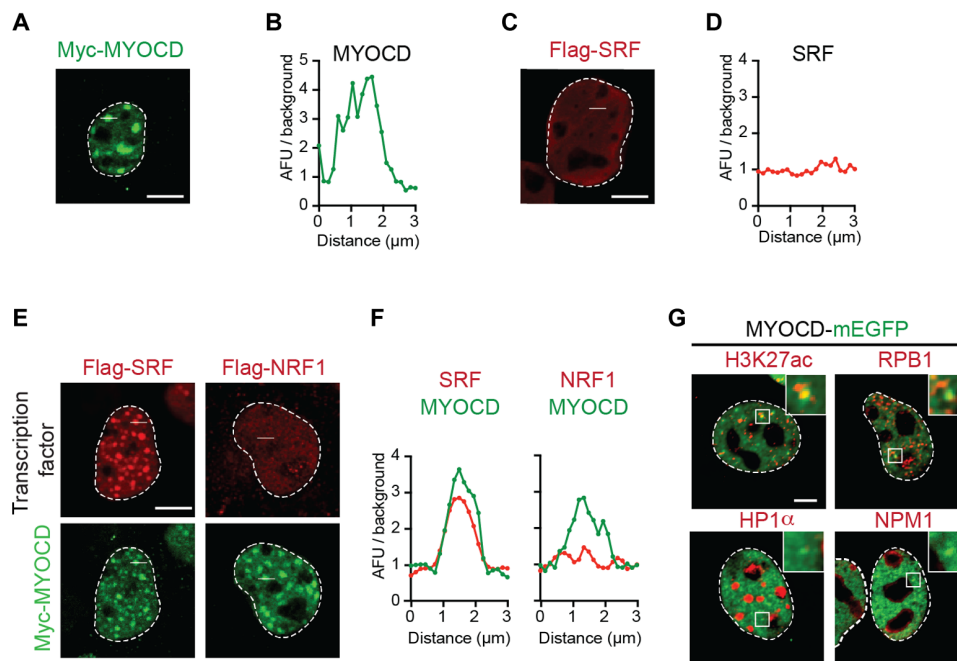 A
Myc-MYOCD
B
MYOCD
AFU / background
5
4
3
2
1
0
0 1 2 3
Distance (μm)
C
Flag-SRF
D
SRF
AFU / background
5
4
3
2
1
0
0 1 2 3
Distance (μm)
E
Flag-SRF
Flag-NRF1
Transcription
factor
Myc-MYOCD
F
SRF
MYOCD
NRF1
MYOCD
AFU / background
4
3
2
1
0
0 1 2 3
Distance (μm)
0 1 2 3
Distance (μm)
G
MYOCD-mEGFP
H3K27ac
RPB1
HP1α
NPM1